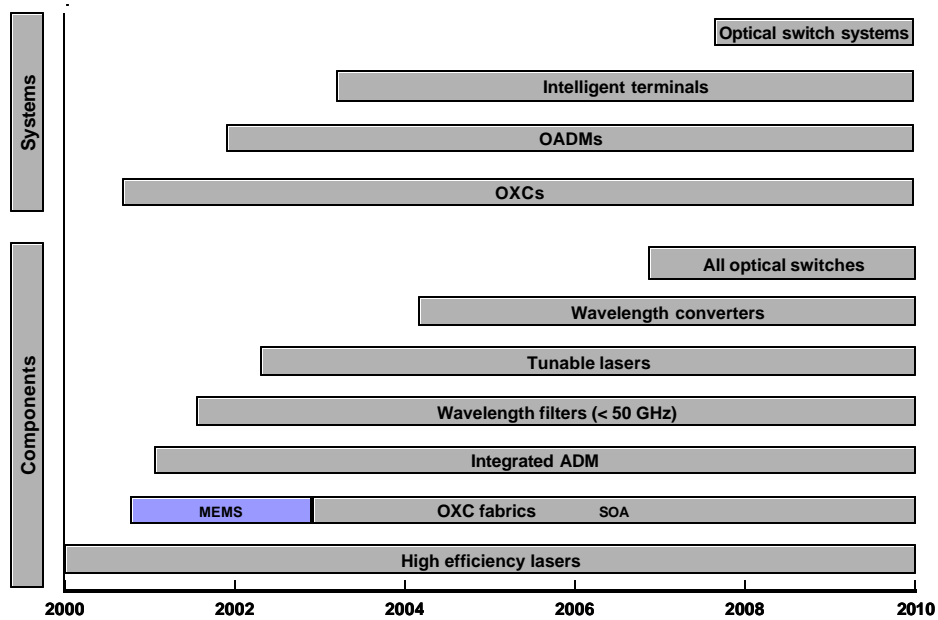 Systems
Optical switch systems
Intelligent terminals
OADMs
OXCs
Components
All optical switches
Wavelength converters
Tunable lasers
Wavelength filters (< 50 GHz)
Integrated ADM
MEMS OXC fabrics SOA
High efficiency lasers
2000 2002 2004 2006 2008 2010